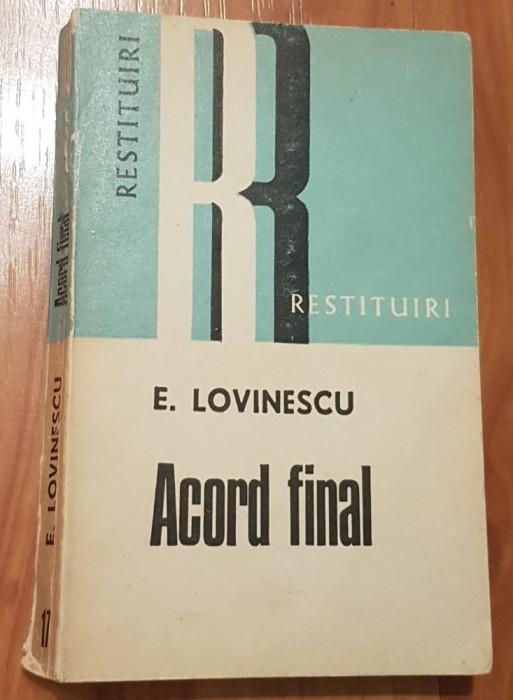 RESTITUIRI
R
RESTITUIRI
E. LOVINESCU
Acord final
Acord final
E. LOVINESCU
17